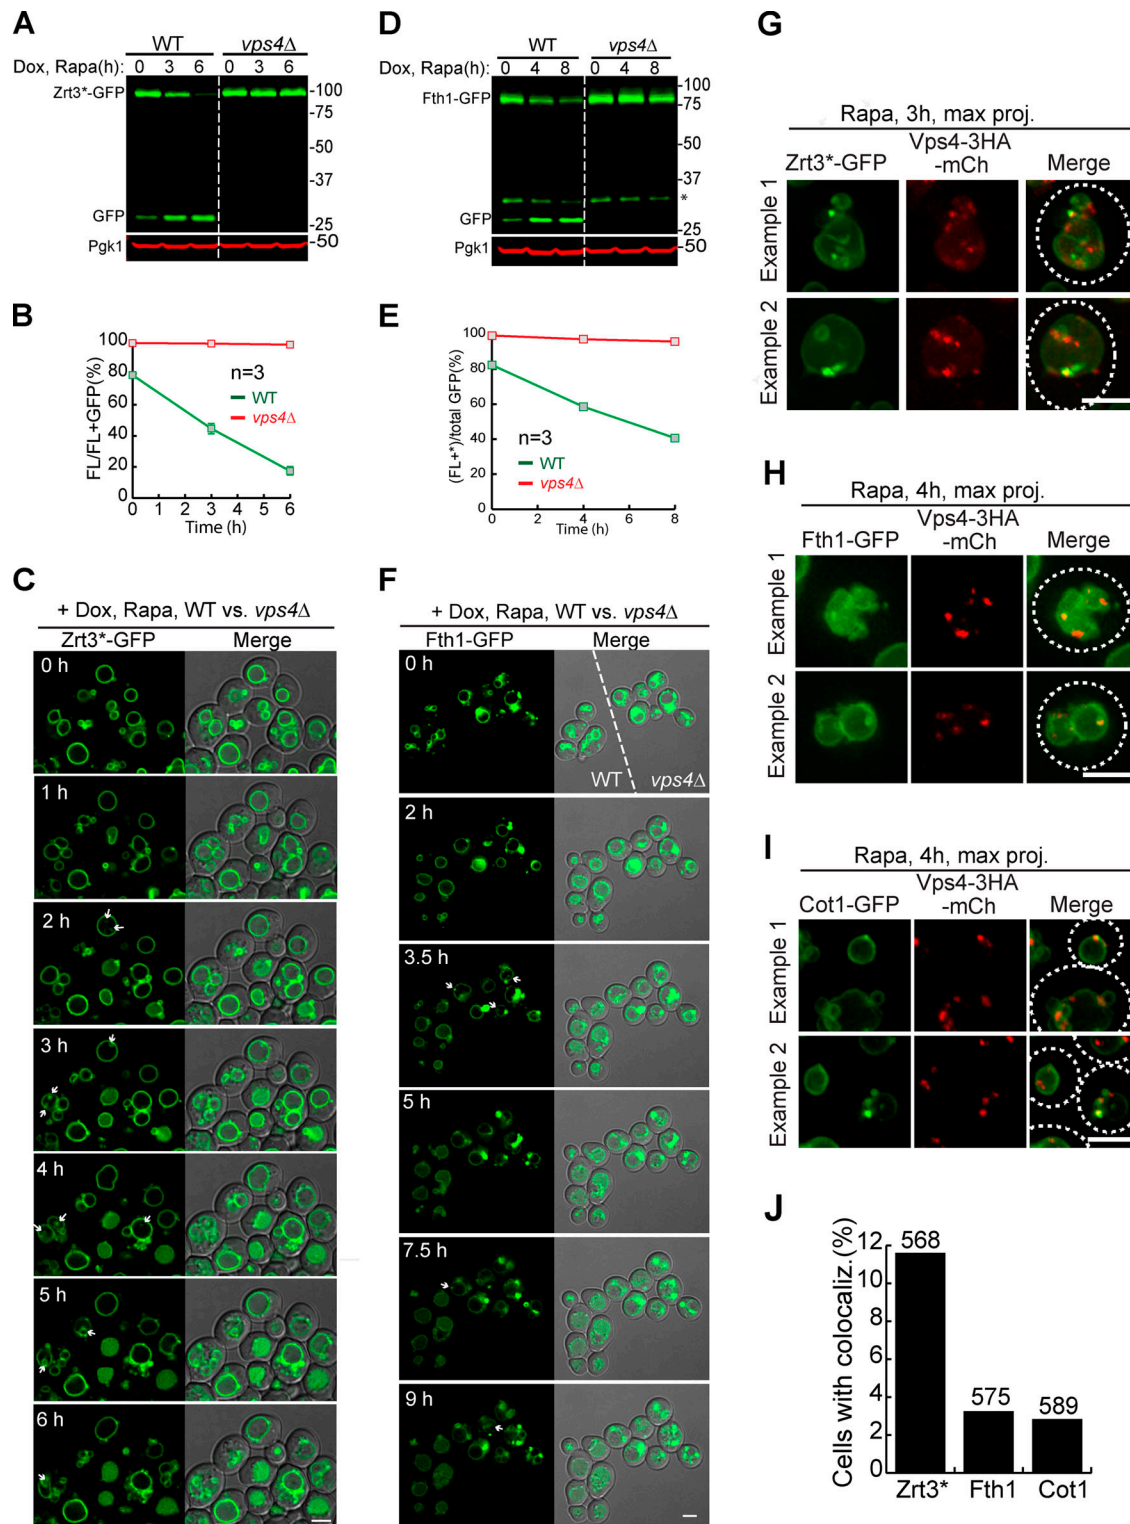 A
WT vps4Δ
Dox, Rapa(h): 0 3 6 0 3 6
Zrt3*-GFP
-100
-75
-50
-37
GFP
-25
Pgk1
-50
B
FL/FL+GFP(%)
100
80
60
40
20
0
n=3
WT
vps4Δ
0 1 2 3 4 5 6
Time (h)
C
+ Dox, Rapa, WT vs. vps4Δ
Zrt3*-GFP Merge
0 h
1 h
2 h
3 h
4 h
5 h
6 h
D
WT vps4Δ
Dox, Rapa(h): 0 4 8 0 4 8
Fth1-GFP
-100
-75
-50
-37
*
GFP
-25
Pgk1
-50
E
(FL+*)/total GFP(%)
100
80
60
40
20
0
n=3
WT
vps4Δ
0 2 4 6 8
Time (h)
F
+ Dox, Rapa, WT vs. vps4Δ
Fth1-GFP Merge
0 h
WT vps4Δ
2 h
3.5 h
5 h
7.5 h
9 h
G
Rapa, 3h, max proj.
Zrt3*-GFP Vps4-3HA Merge
-mCh
Example 1
Example 2
H
Rapa, 4h, max proj.
Fth1-GFP Vps4-3HA Merge
-mCh
Example 1
Example 2
I
Rapa, 4h, max proj.
Cot1-GFP Vps4-3HA Merge
-mCh
Example 1
Example 2
J
Cells with colocaliz.(%)
12
10
8
6
4
2
0
568
575
589
Zrt3* Fth1 Cot1